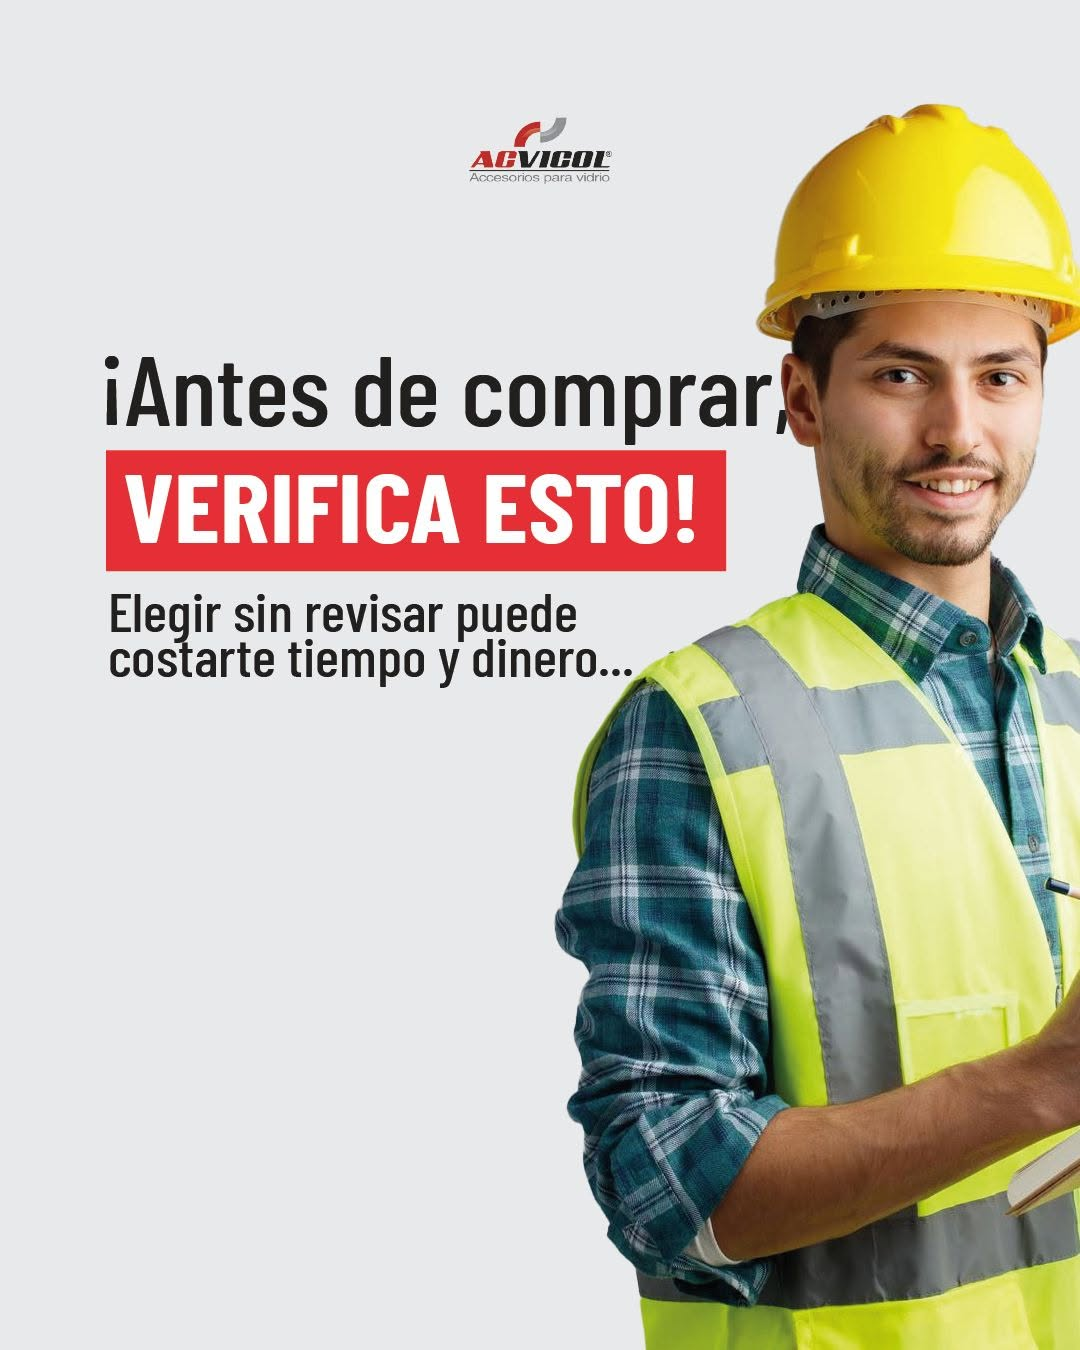 ACVICOL®
Accesorios para vidrio
¡Antes de comprar,
VERIFICA ESTO!
Elegir sin revisar puede
costarte tiempo y dinero...